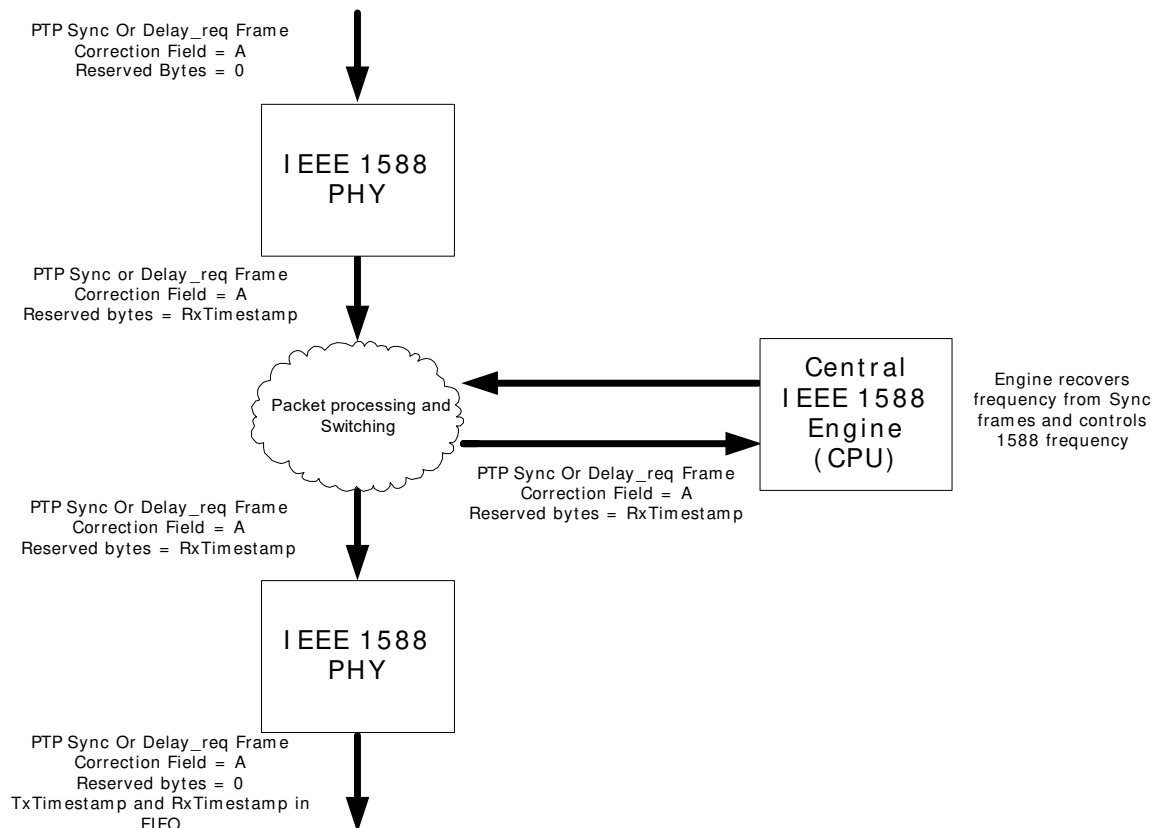 PTP Sync Or Delay_req Frame
Correction Field = A
Reserved Bytes = 0
IEEE 1588
PHY
PTP Sync or Delay_req Frame
Correction Field = A
Reserved bytes = RxTimestamp
Packet processing and
Switching
Central
IEEE 1588
Engine
(CPU)
Engine recovers
frequency from Sync
frames and controls
1588 frequency
PTP Sync Or Delay_req Frame
Correction Field = A
Reserved bytes = RxTimestamp
PTP Sync Or Delay_req Frame
Correction Field = A
Reserved bytes = RxTimestamp
IEEE 1588
PHY
PTP Sync Or Delay_req Frame
Correction Field = A
Reserved bytes = 0
TxTimestamp and RxTimestamp in
FIFO